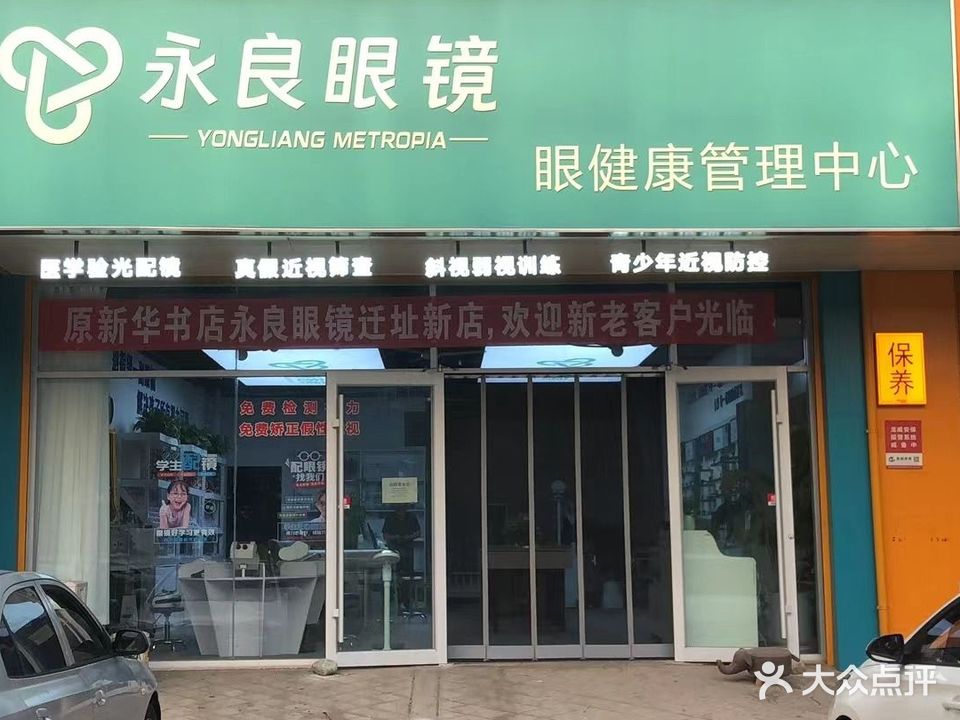 永良眼镜
YONGLIANG METROPIA
眼健康管理中心
医学验光配镜 真假近视筛查 斜视弱视训练 青少年近视防控
原新华书店永良眼镜迁址新店,欢迎新老客户光临
保养
免费检测 力
免费矫正假性 视
学生配镜
配眼镜
找我们
大众点评